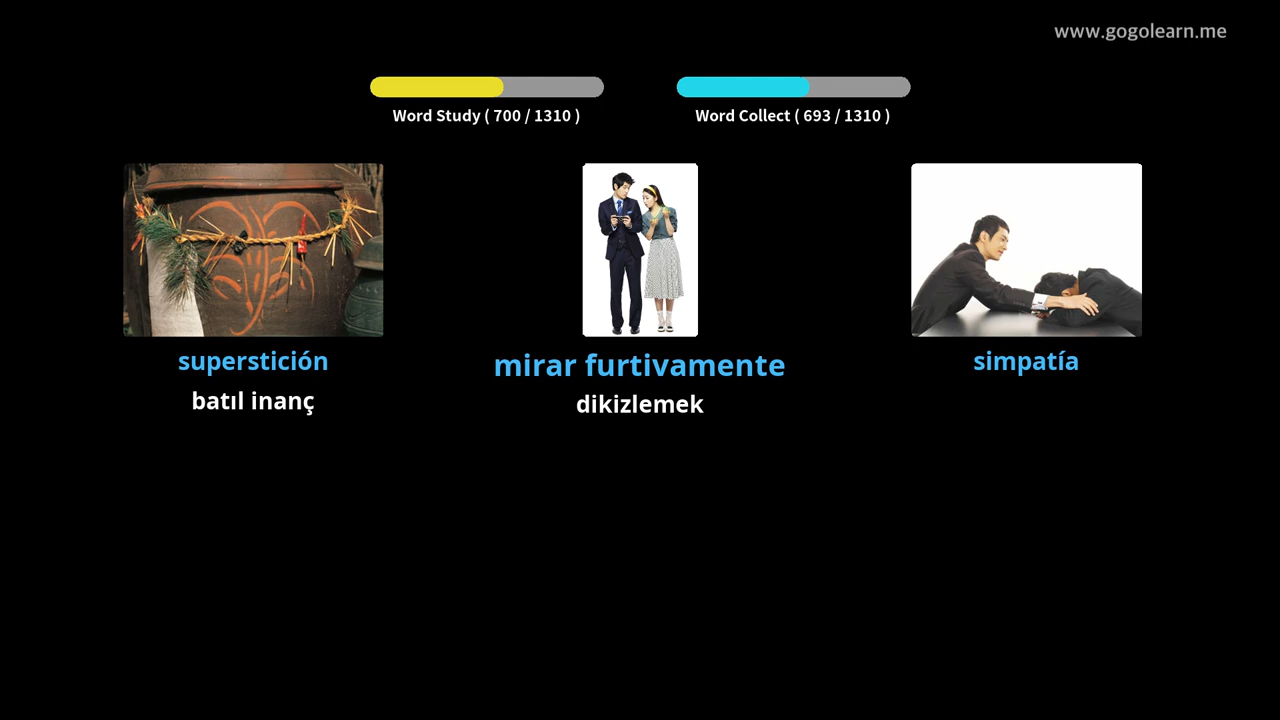 www.gogolearn.me
Word Study ( 700 / 1310 )
Word Collect ( 693 / 1310 )
superstición
batıl inanç
mirar furtivamente
dikizlemek
simpatía